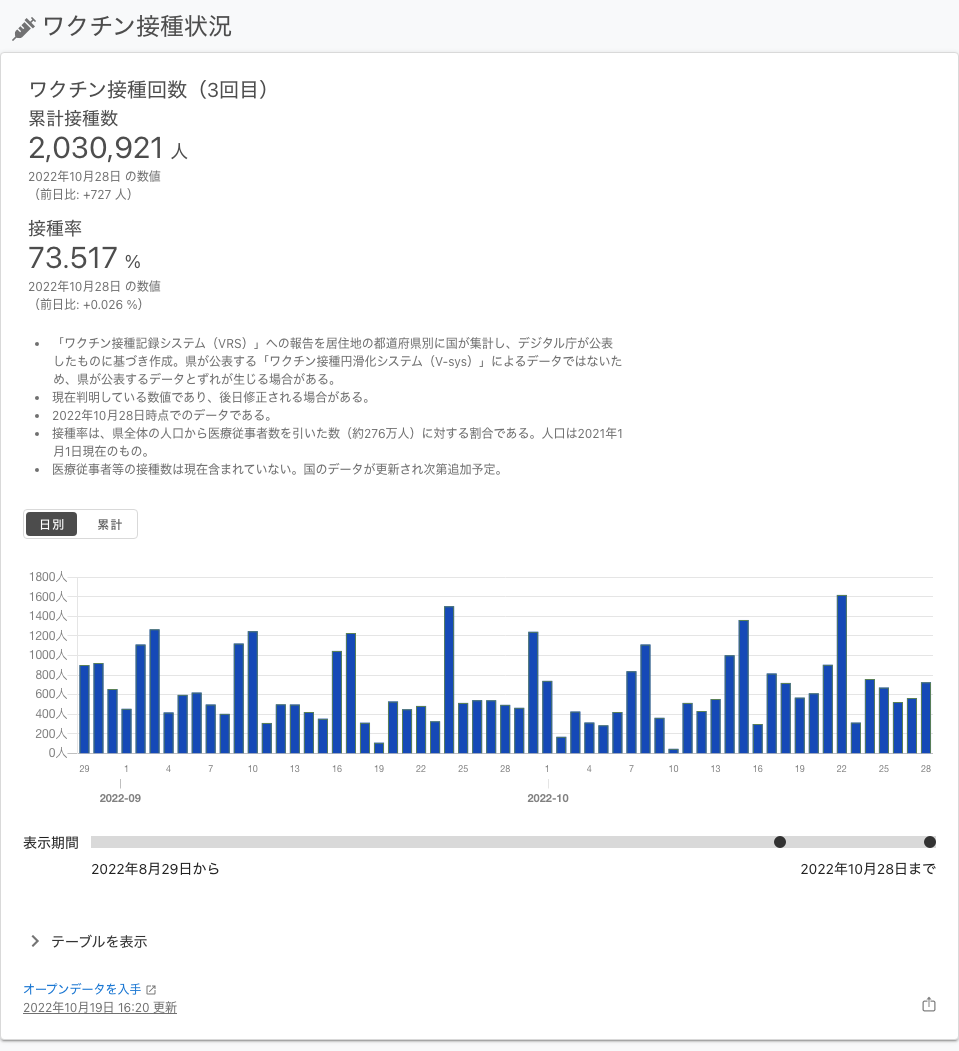 ワクチン接種状況
ワクチン接種回数（3回目）
累計接種数
2,030,921 人
2022年10月28日 の数値
（前日比: +727 人）
接種率
73.517 %
2022年10月28日 の数値
（前日比: +0.026 %）
• 「ワクチン接種記録システム（VRS）」への報告を居住地の都道府県別に国が集計し、デジタル庁が公表
したものに基づき作成。県が公表する「ワクチン接種円滑化システム（V-sys）」によるデータではないた
め、県が公表するデータとずれが生じる場合がある。
• 現在判明している数値であり、後日修正される場合がある。
• 2022年10月28日時点でのデータである。
• 接種率は、県全体の人口から医療従事者数を引いた数（約276万人）に対する割合である。人口は2021年1
月1日現在のもの。
• 医療従事者等の接種数は現在含まれていない。国のデータが更新され次第追加予定。
日別 累計
1800人
1600人
1400人
1200人
1000人
800人
600人
400人
200人
0人
29 1 4 7 10 13 16 19 22 25 28 1 4 7 10 13 16 19 22 25 28
2022-09 2022-10
表示期間
2022年8月29日から 2022年10月28日まで
テーブルを表示
オープンデータを入手
2022年10月19日 16:20 更新